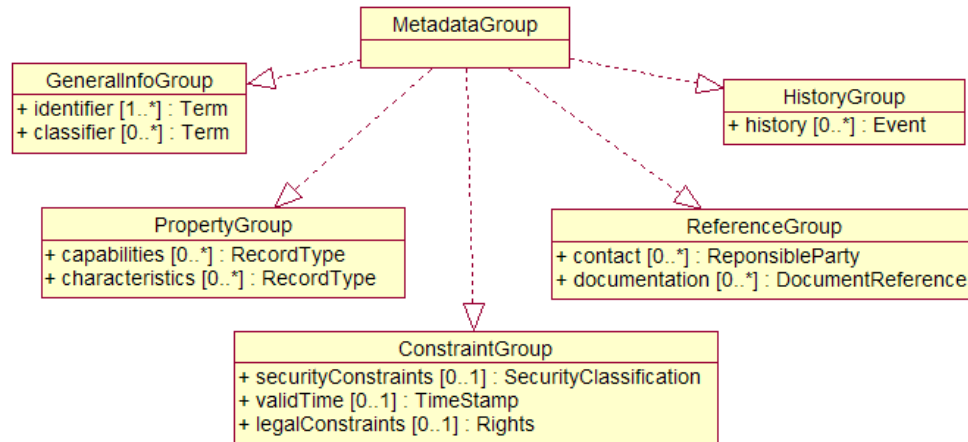 MetadataGroup
GeneralInfoGroup
+ identifier [1..*] : Term
+ classifier [0..*] : Term
HistoryGroup
+ history [0..*] : Event
PropertyGroup
+ capabilities [0..*] : RecordType
+ characteristics [0..*] : RecordType
ReferenceGroup
+ contact [0..*] : ReponsibleParty
+ documentation [0..*] : DocumentReference
ConstraintGroup
+ securityConstraints [0..1] : SecurityClassification
+ validTime [0..1] : TimeStamp
+ legalConstraints [0..1] : Rights